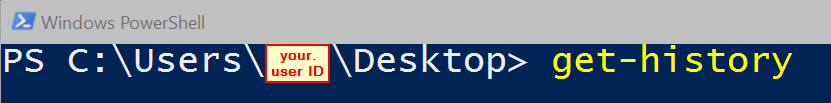 Windows PowerShell
PS C:\Users\your. user ID\Desktop> get-history